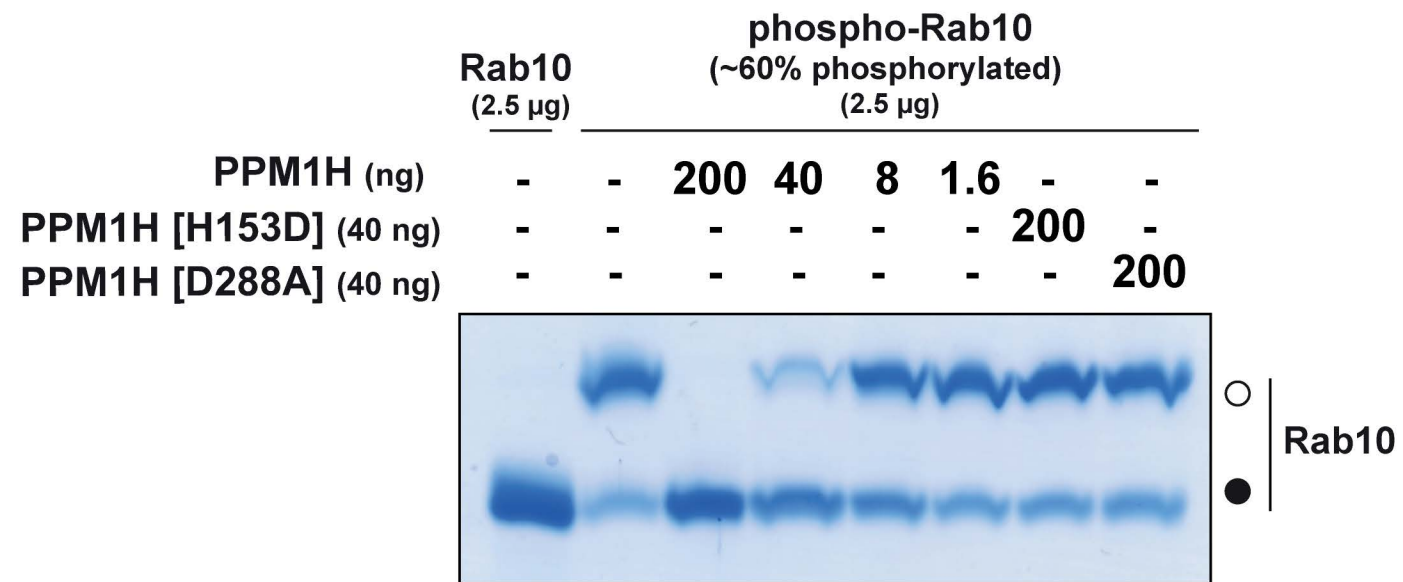 phospho-Rab10
Rab10 (~60% phosphorylated)
(2.5 µg) (2.5 µg)
PPM1H (ng) - - 200 40 8 1.6 - -
PPM1H [H153D] (40 ng) - - - - - - 200 -
PPM1H [D288A] (40 ng) - - - - - - - 200
Rab10